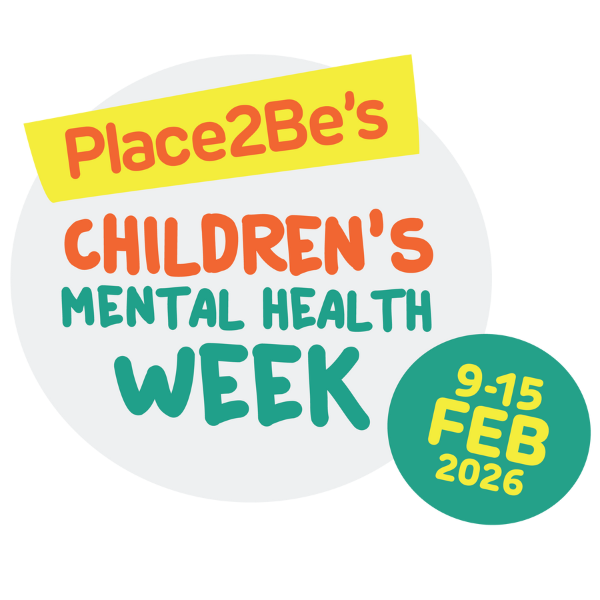 Place2Be's
CHILDREN'S
MENTAL HEALTH
WEEK
9-15
FEB
2026